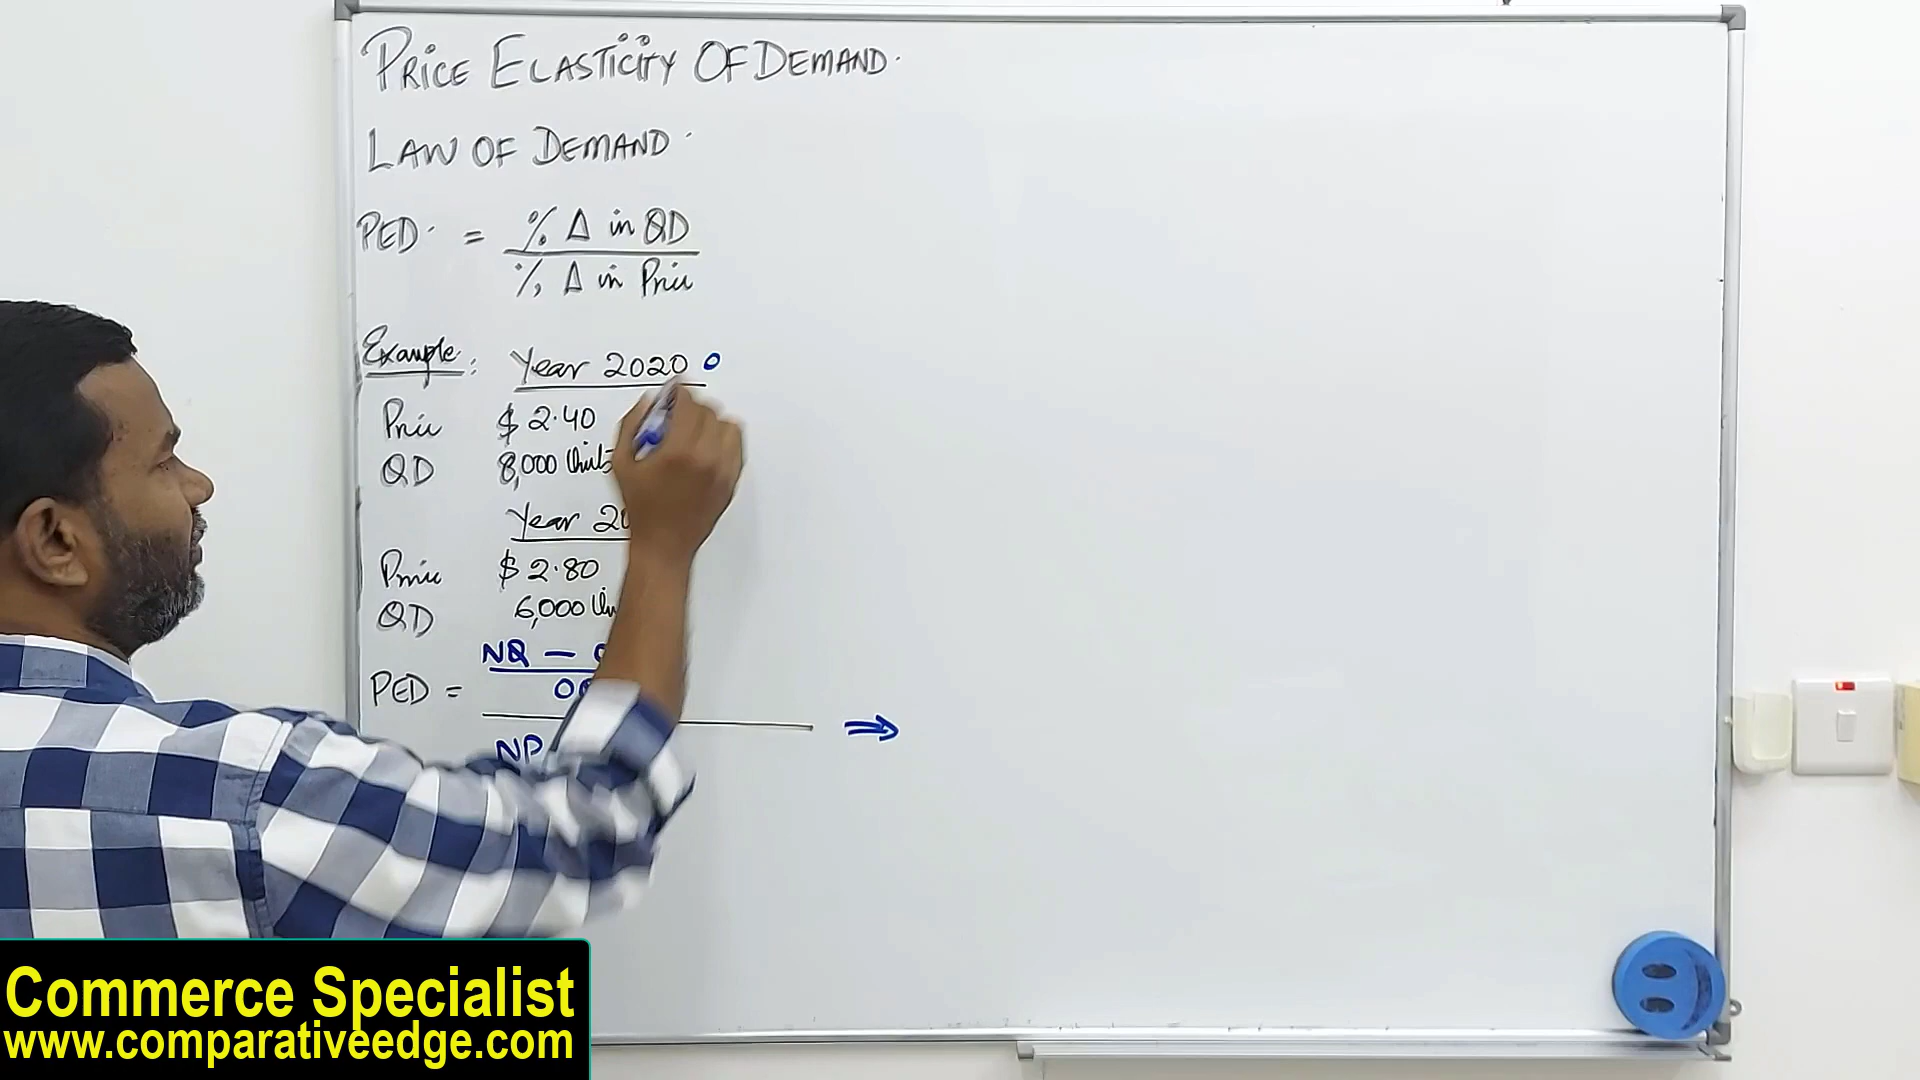 PRICE ELASTICITY OF DEMAND.
LAW OF DEMAND.
PED. = % Δ in QD
% Δ in Price
Example: Year 2020 O
Price $ 2.40
QD 8,000 Units
Year 20
Price $ 2.80
QD 6,000 Un
NQ — O
PED = OQ
NP
⇒
Commerce Specialist
www.comparativeedge.com